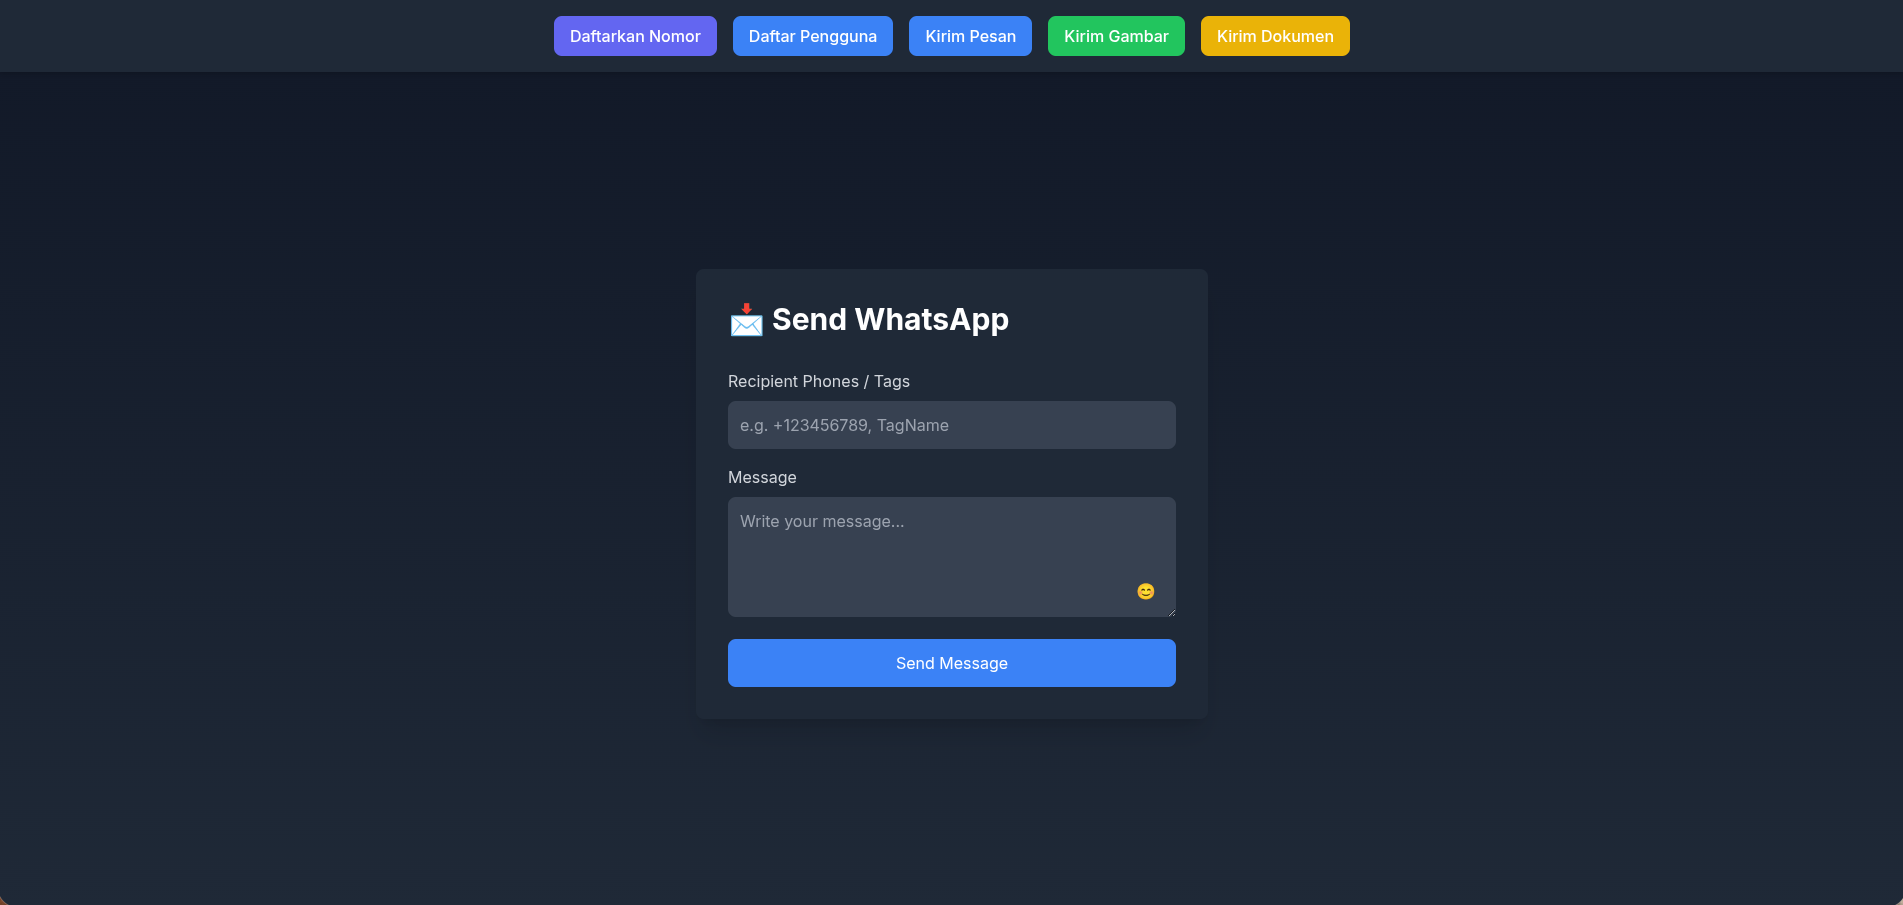 Daftarkan Nomor Daftar Pengguna Kirim Pesan Kirim Gambar Kirim Dokumen
📩 Send WhatsApp
Recipient Phones / Tags
e.g. +123456789, TagName
Message
Write your message...
😊
Send Message